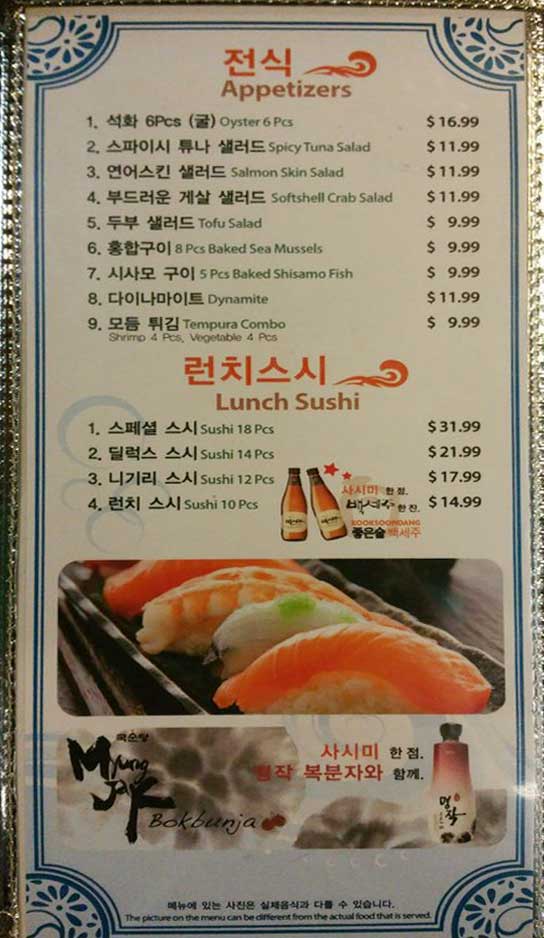 전식
Appetizers
1. 석화 6Pcs (굴) Oyster 6 Pcs $16.99
2. 스파이시 튜나 샐러드 Spicy Tuna Salad $11.99
3. 연어스킨 샐러드 Salmon Skin Salad $11.99
4. 부드러운 게살 샐러드 Softshell Crab Salad $11.99
5. 두부 샐러드 Tofu Salad $ 9.99
6. 홍합구이 8 Pcs Baked Sea Mussels $ 9.99
7. 시사모 구이 5 Pcs Baked Shisamo Fish $ 9.99
8. 다이나마이트 Dynamite $11.99
9. 모듬 튀김 Tempura Combo $ 9.99
Shrimp 4 Pcs, Vegetable 4 Pcs
런치스시
Lunch Sushi
1. 스페셜 스시 Sushi 18 Pcs $31.99
2. 딜럭스 스시 Sushi 14 Pcs $21.99
3. 니기리 스시 Sushi 12 Pcs $17.99
4. 런치 스시 Sushi 10 Pcs $14.99
사시미 한 점.
백세주 한 잔.
KOOKSOONDANG
좋은술 백세주
국순당
Myung
Jak
Bokbunja
사시미 한 점.
명작 복분자와 함께.
명작
메뉴에 있는 사진은 실제음식과 다를 수 있습니다.
The picture on the menu can be different from the actual food that is served.